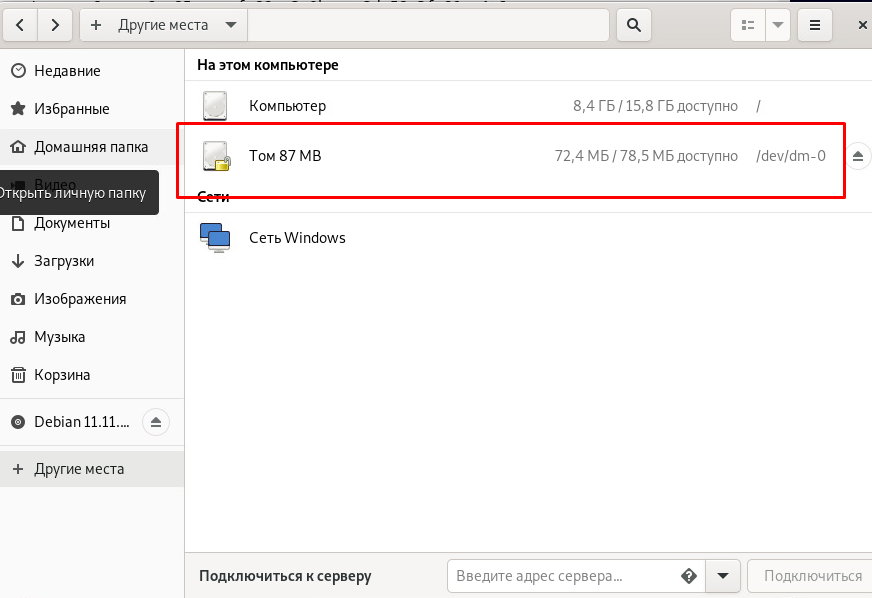 Другие места
Недавние
Избранные
Домашняя папка
Видео
Открыть личную папку
Документы
Загрузки
Изображения
Музыка
Корзина
Debian 11.11....
Другие места
На этом компьютере
Компьютер 8,4 ГБ / 15,8 ГБ доступно /
Том 87 MB 72,4 МБ / 78,5 МБ доступно /dev/dm-0
Сети
Сеть Windows
Подключиться к серверу Введите адрес сервера... Подключиться